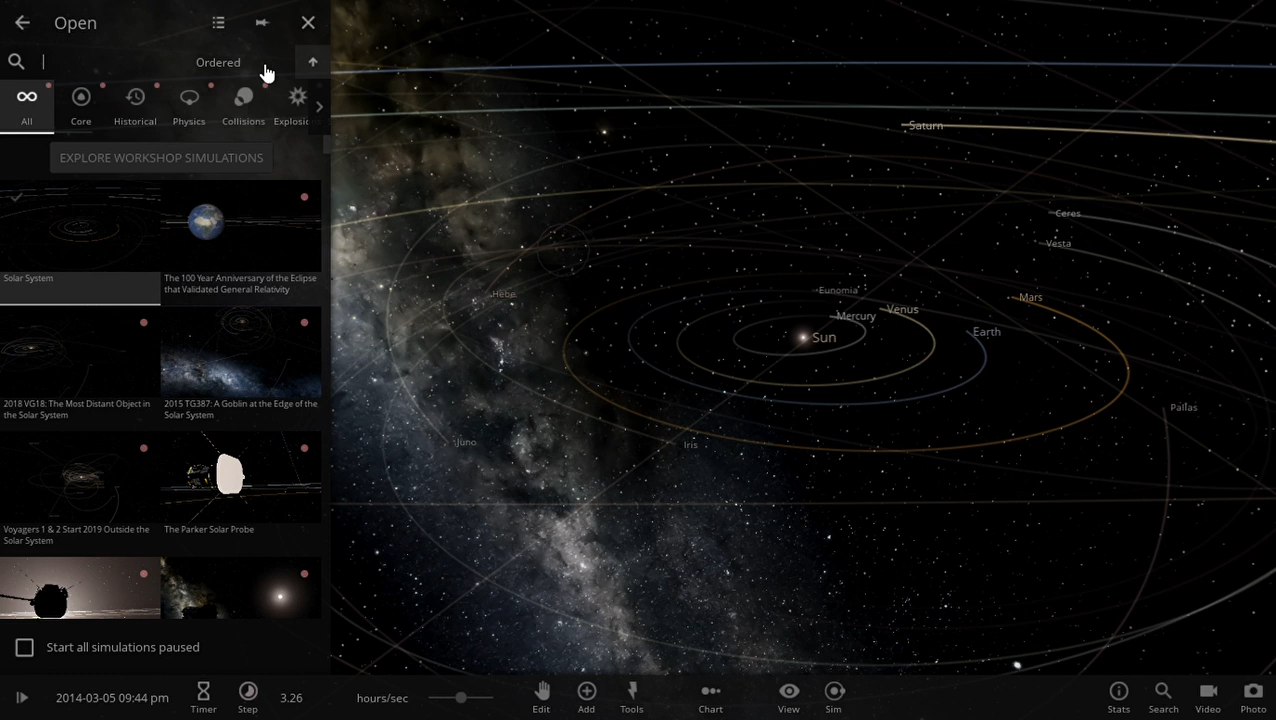 Open
Ordered
All
Core
Historical
Physics
Collisions
Explosio
EXPLORE WORKSHOP SIMULATIONS
Solar System
The 100 Year Anniversary of the Eclipse
that Validated General Relativity
2018 VG18: The Most Distant Object in
the Solar System
2015 TG387: A Goblin at the Edge of the
Solar System
Voyagers 1 & 2 Start 2019 Outside the
Solar System
The Parker Solar Probe
Start all simulations paused
Saturn
Ceres
Vesta
Hebe
Eunomia
Mars
Mercury
Venus
Sun
Earth
Pallas
Juno
Iris
2014-03-05 09:44 pm
Timer
Step
3.26
hours/sec
Edit
Add
Tools
Chart
View
Sim
Stats
Search
Video
Photo